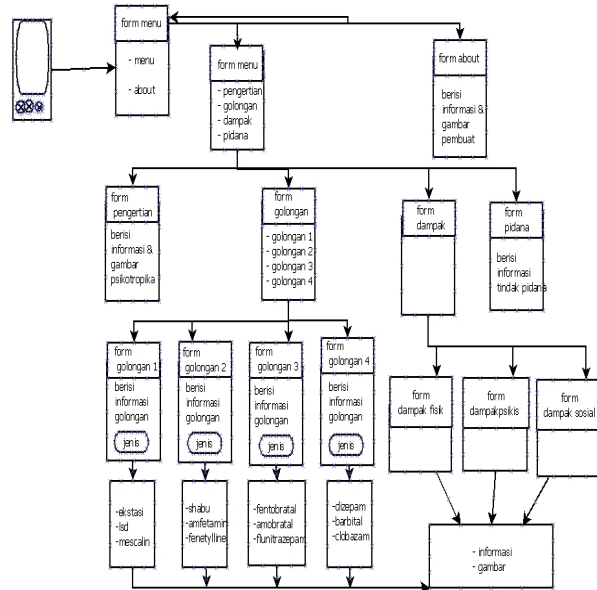 form menu
- menu
- about
form menu
- pengertian
- golongan
- dampak
- pidana
form about
berisi
informasi &
gambar
pembuat
form
pengertian
berisi
informasi &
gambar
psikotropika
form
golongan
- golongan 1
- golongan 2
- golongan 3
- golongan 4
form
dampak
form
pidana
berisi
informasi
tindak pidana
form
golongan 1
berisi
informasi
golongan
jenis
form
golongan 2
berisi
informasi
golongan
jenis
form
golongan 3
berisi
informasi
golongan
jenis
form
golongan 4
berisi
informasi
golongan
jenis
form
dampak fisik
form
dampakpsikis
form
dampak sosial
-ekstasi
-lsd
-mescalin
-shabu
-amfetamin
-fenetylline
-fentobratal
-amobratal
-flunitrazepam
-dizepam
-barbital
-clobazam
- informasi
- gambar